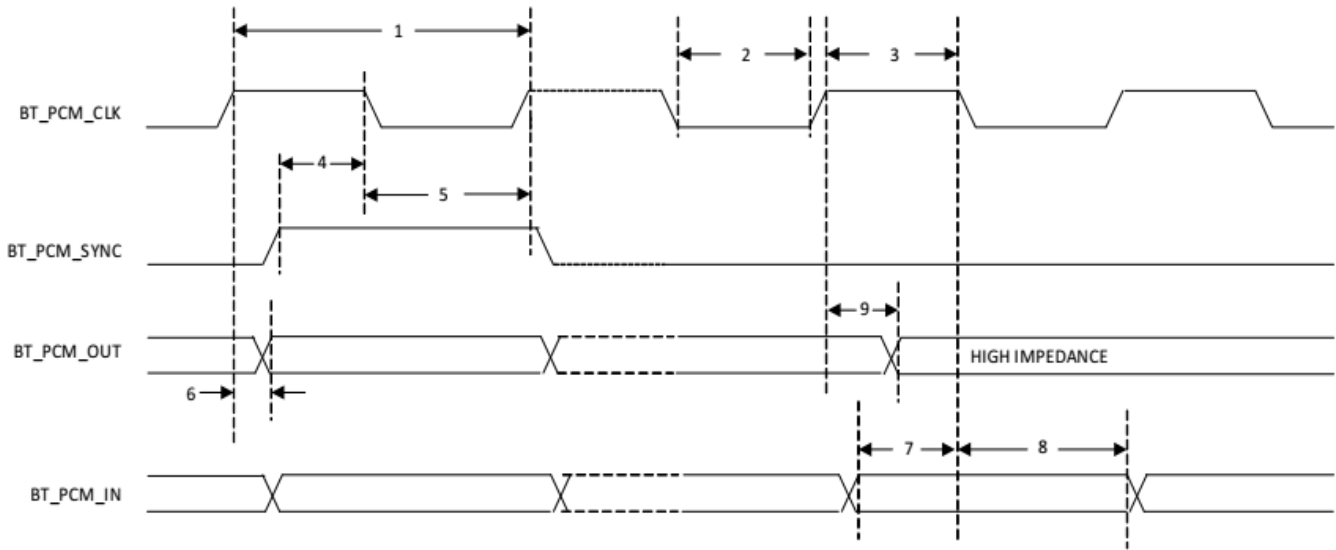 1
2
3
BT_PCM_CLK
4
5
BT_PCM_SYNC
9
BT_PCM_OUT
HIGH IMPEDANCE
6
7
8
BT_PCM_IN